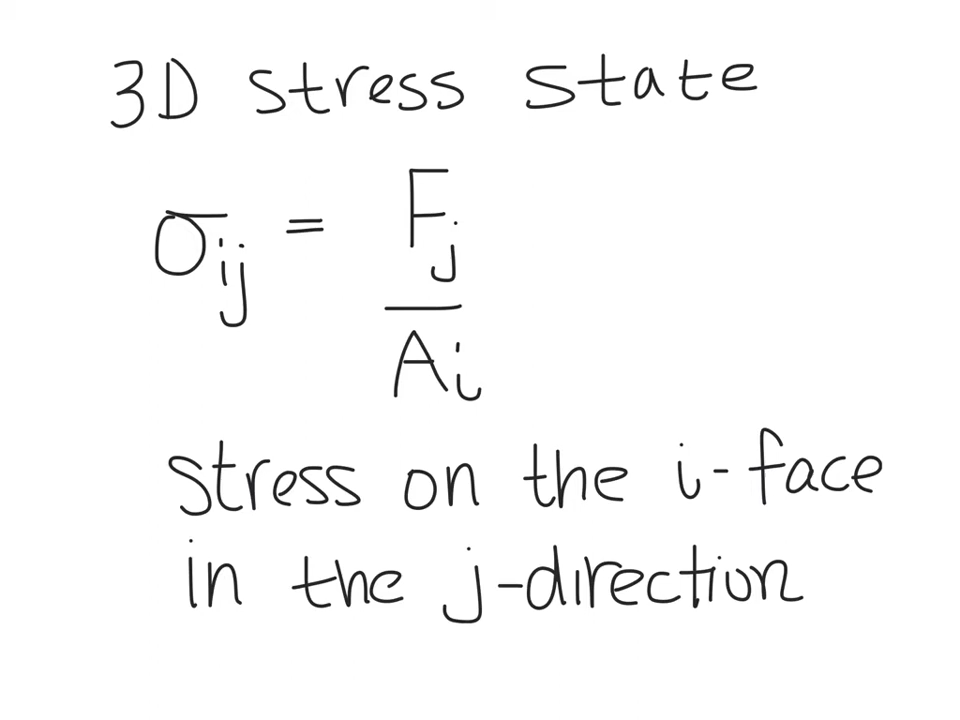 3D stress state
σij = Fj
Ai
stress on the i-face
in the j-direction